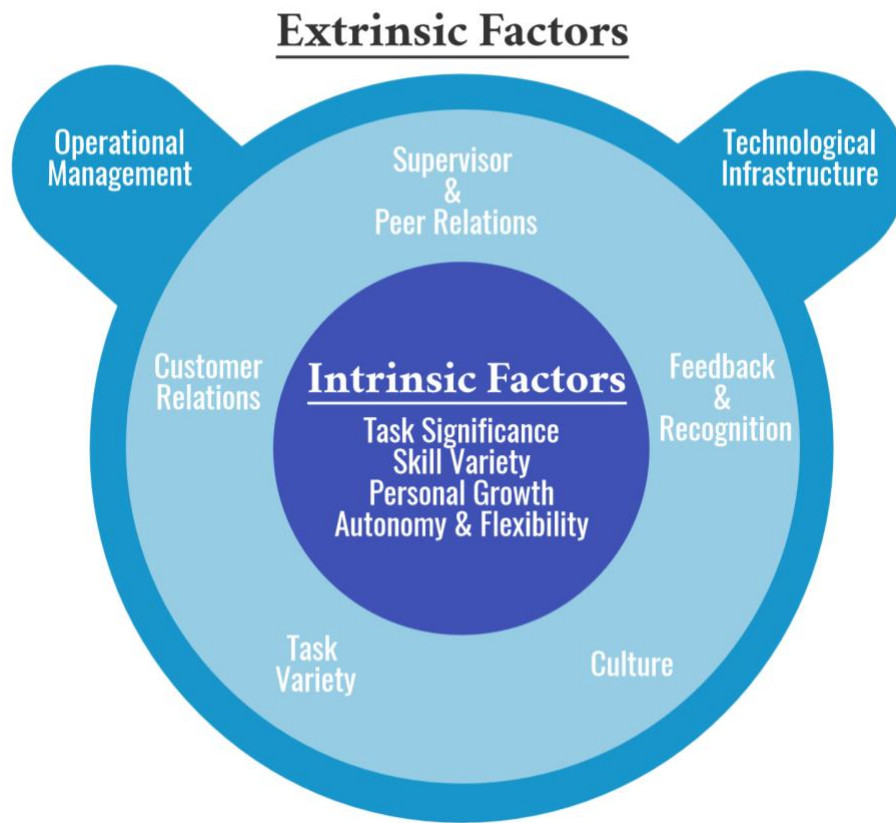 Extrinsic Factors
Operational
Management
Technological
Infrastructure
Supervisor
&
Peer Relations
Customer
Relations
Feedback
&
Recognition
Intrinsic Factors
Task Significance
Skill Variety
Personal Growth
Autonomy & Flexibility
Task
Variety
Culture